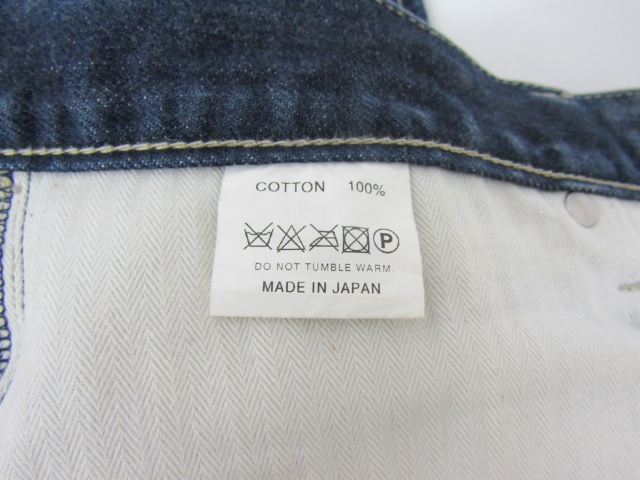 COTTON 100%
P
DO NOT TUMBLE WARM.
MADE IN JAPAN